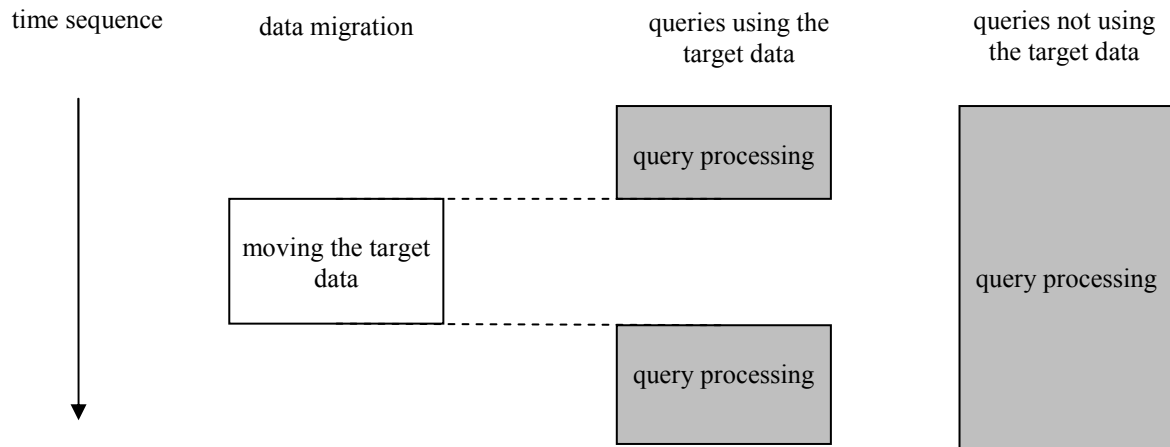 time sequence
data migration
queries using the
target data
queries not using
the target data
query processing
moving the target
data
query processing
query processing